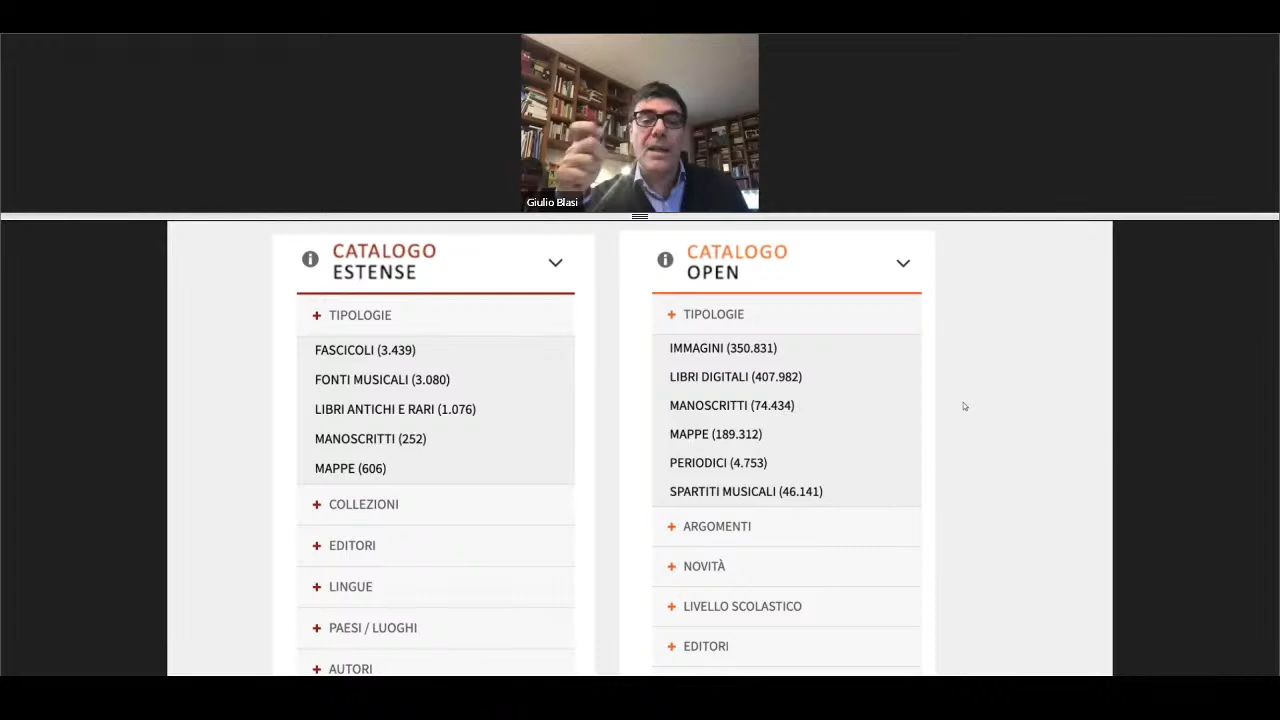 Giulio Blasi
CATALOGO
ESTENSE
TIPOLOGIE
FASCICOLI (3.439)
FONTI MUSICALI (3.080)
LIBRI ANTICHI E RARI (1.076)
MANOSCRITTI (252)
MAPPE (606)
COLLEZIONI
EDITORI
LINGUE
PAESI / LUOGHI
AUTORI
CATALOGO
OPEN
TIPOLOGIE
IMMAGINI (350.831)
LIBRI DIGITALI (407.982)
MANOSCRITTI (74.434)
MAPPE (189.312)
PERIODICI (4.753)
SPARTITI MUSICALI (46.141)
ARGOMENTI
NOVITÀ
LIVELLO SCOLASTICO
EDITORI